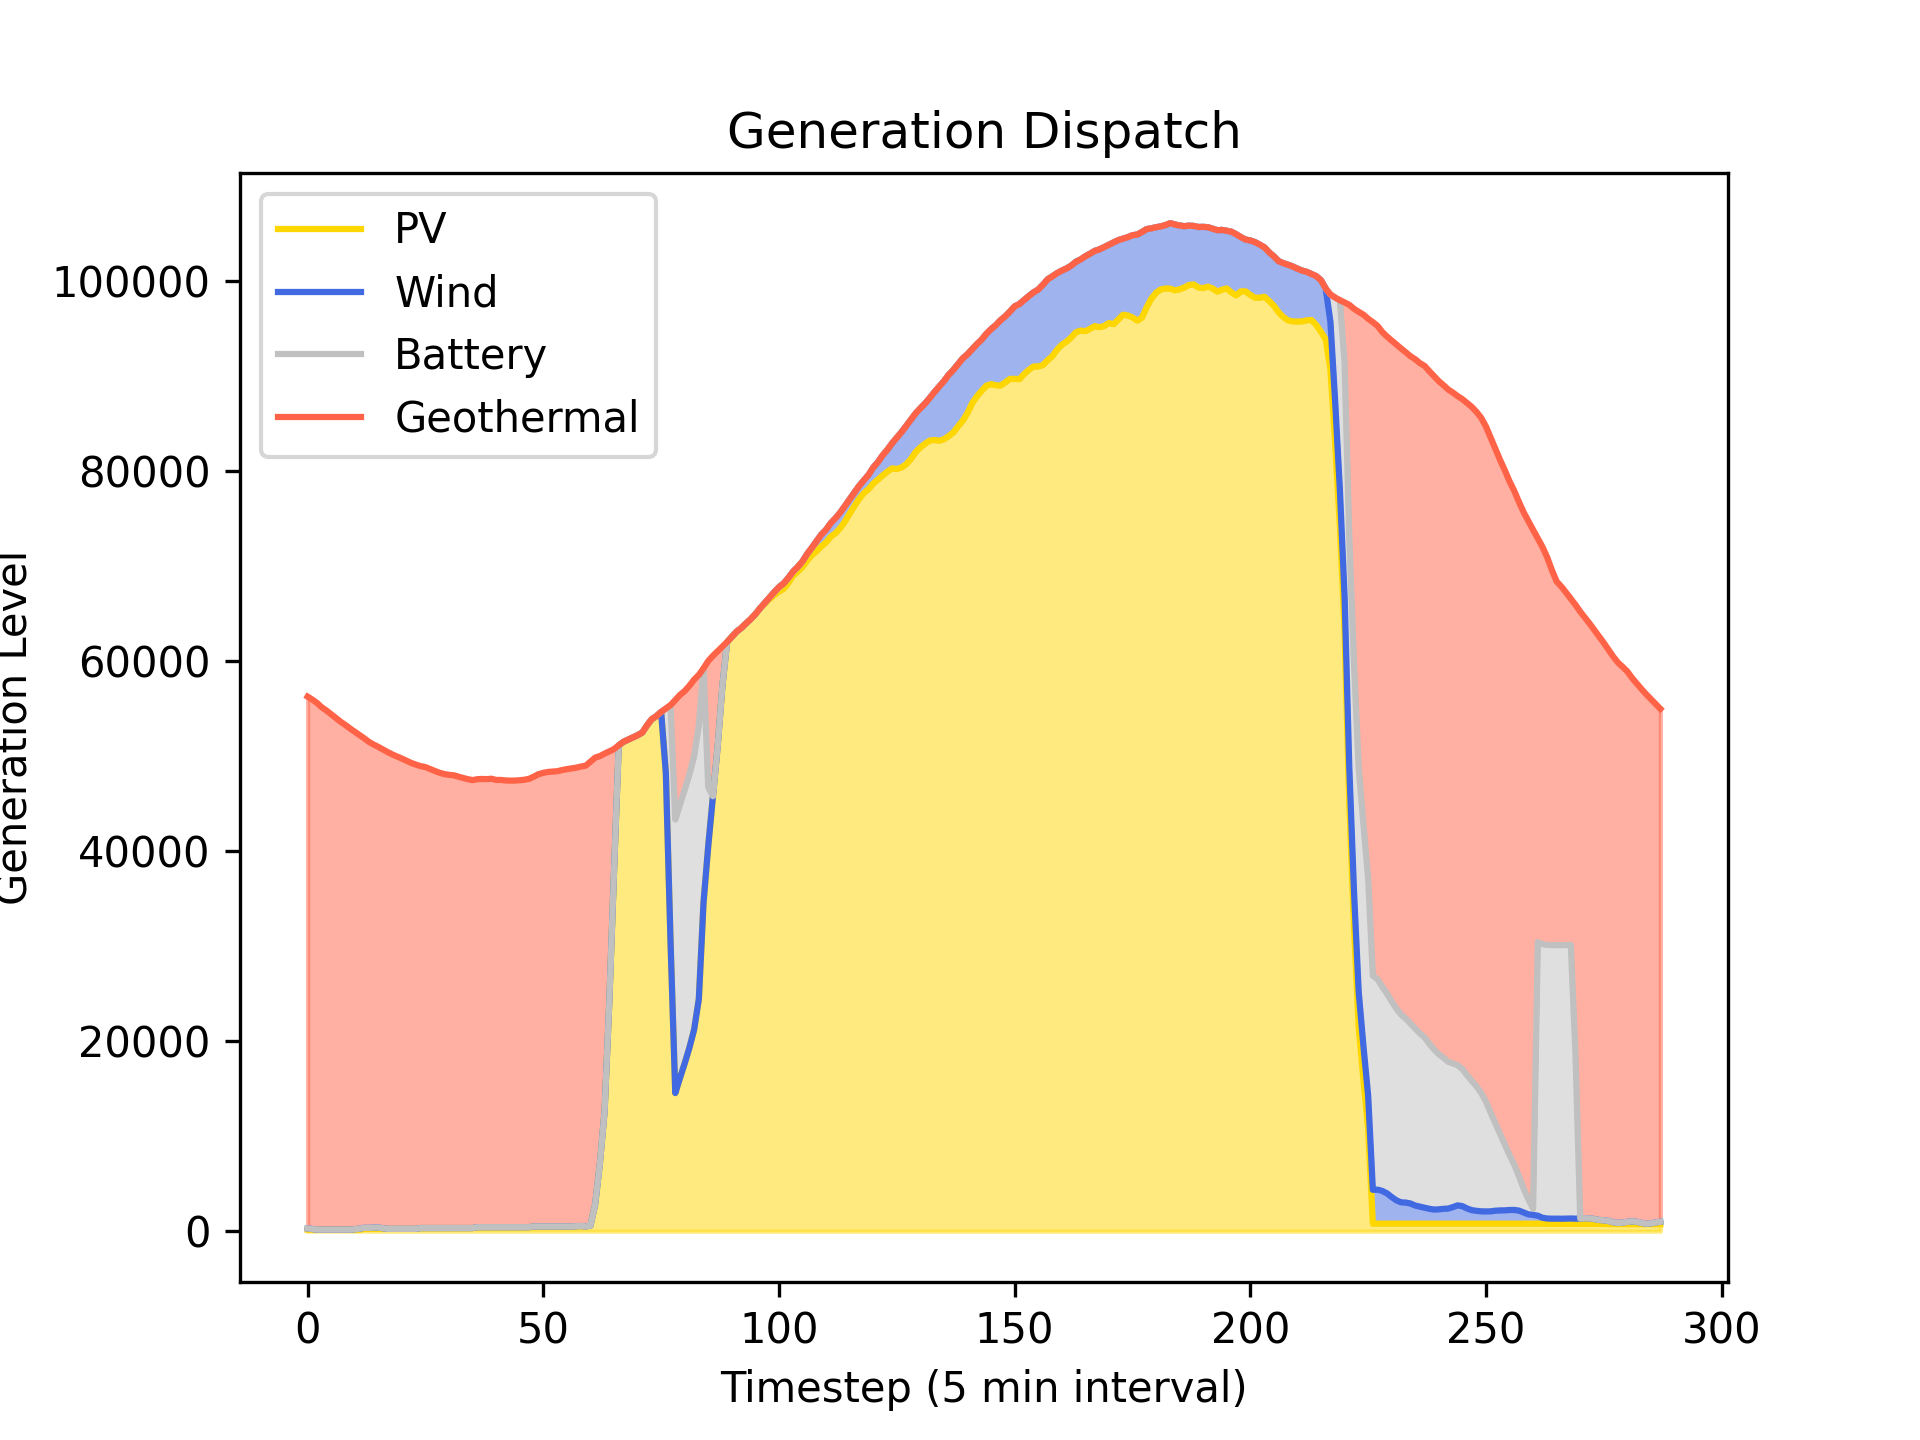 Generation Dispatch
PV
Wind
Battery
Geothermal
100000
80000
60000
40000
20000
0
Generation Level
0 50 100 150 200 250 300
Timestep (5 min interval)